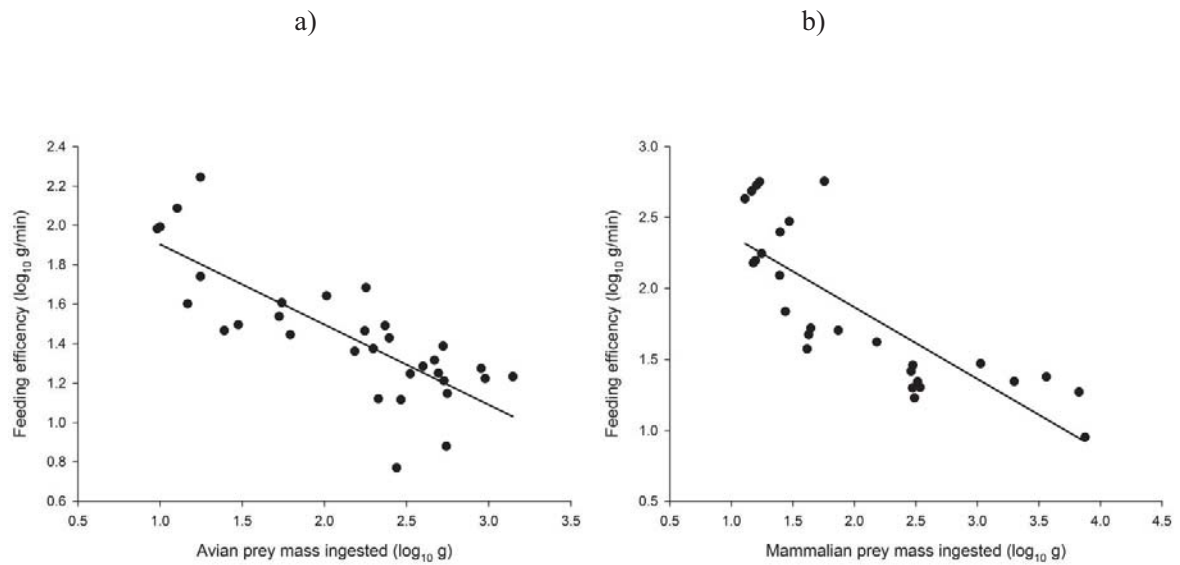 a)
2.4
2.2
2.0
1.8
1.6
1.4
1.2
1.0
0.8
0.6
Feeding efficency (log10 g/min)
0.5 1.0 1.5 2.0 2.5 3.0 3.5
Avian prey mass ingested (log10 g)
b)
3.0
2.5
2.0
1.5
1.0
0.5
Feeding efficency (log10 g/min)
0.5 1.0 1.5 2.0 2.5 3.0 3.5 4.0 4.5
Mammalian prey mass ingested (log10 g)